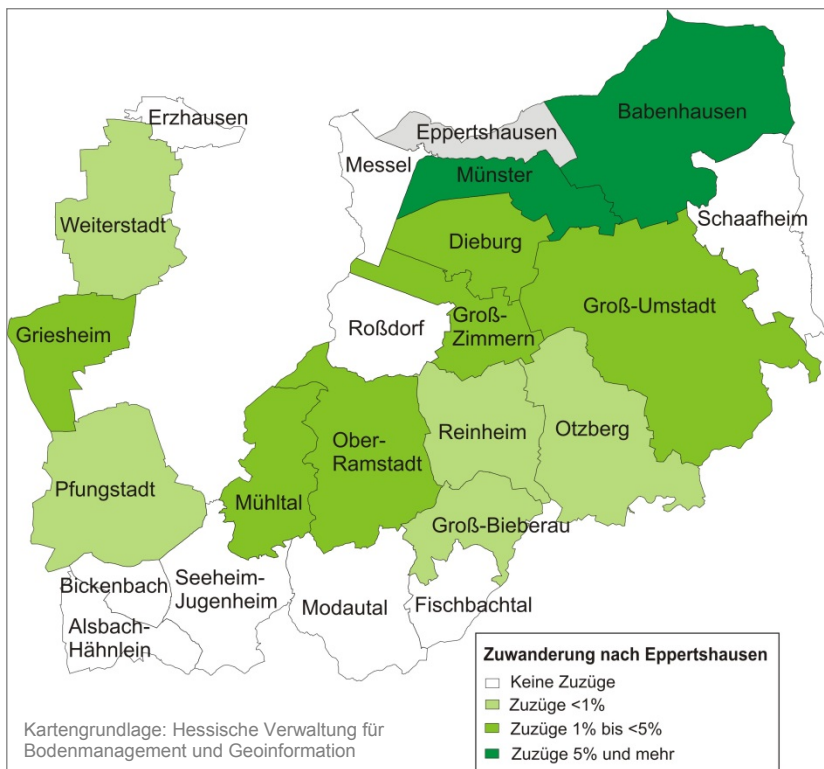 Erzhausen
Babenhausen
Eppertshausen
Messel
Münster
Schaafheim
Weiterstadt
Dieburg
Groß-Umstadt
Griesheim
Roßdorf
Groß-
Zimmern
Ober-
Ramstadt
Reinheim
Otzberg
Pfungstadt
Mühltal
Groß-Bieberau
Bickenbach
Seeheim-
Jugenheim
Modautal
Fischbachtal
Alsbach-
Hähnlein
Zuwanderung nach Eppertshausen
Keine Zuzüge
Zuzüge <1%
Zuzüge 1% bis <5%
Zuzüge 5% und mehr
Kartengrundlage: Hessische Verwaltung für
Bodenmanagement und Geoinformation